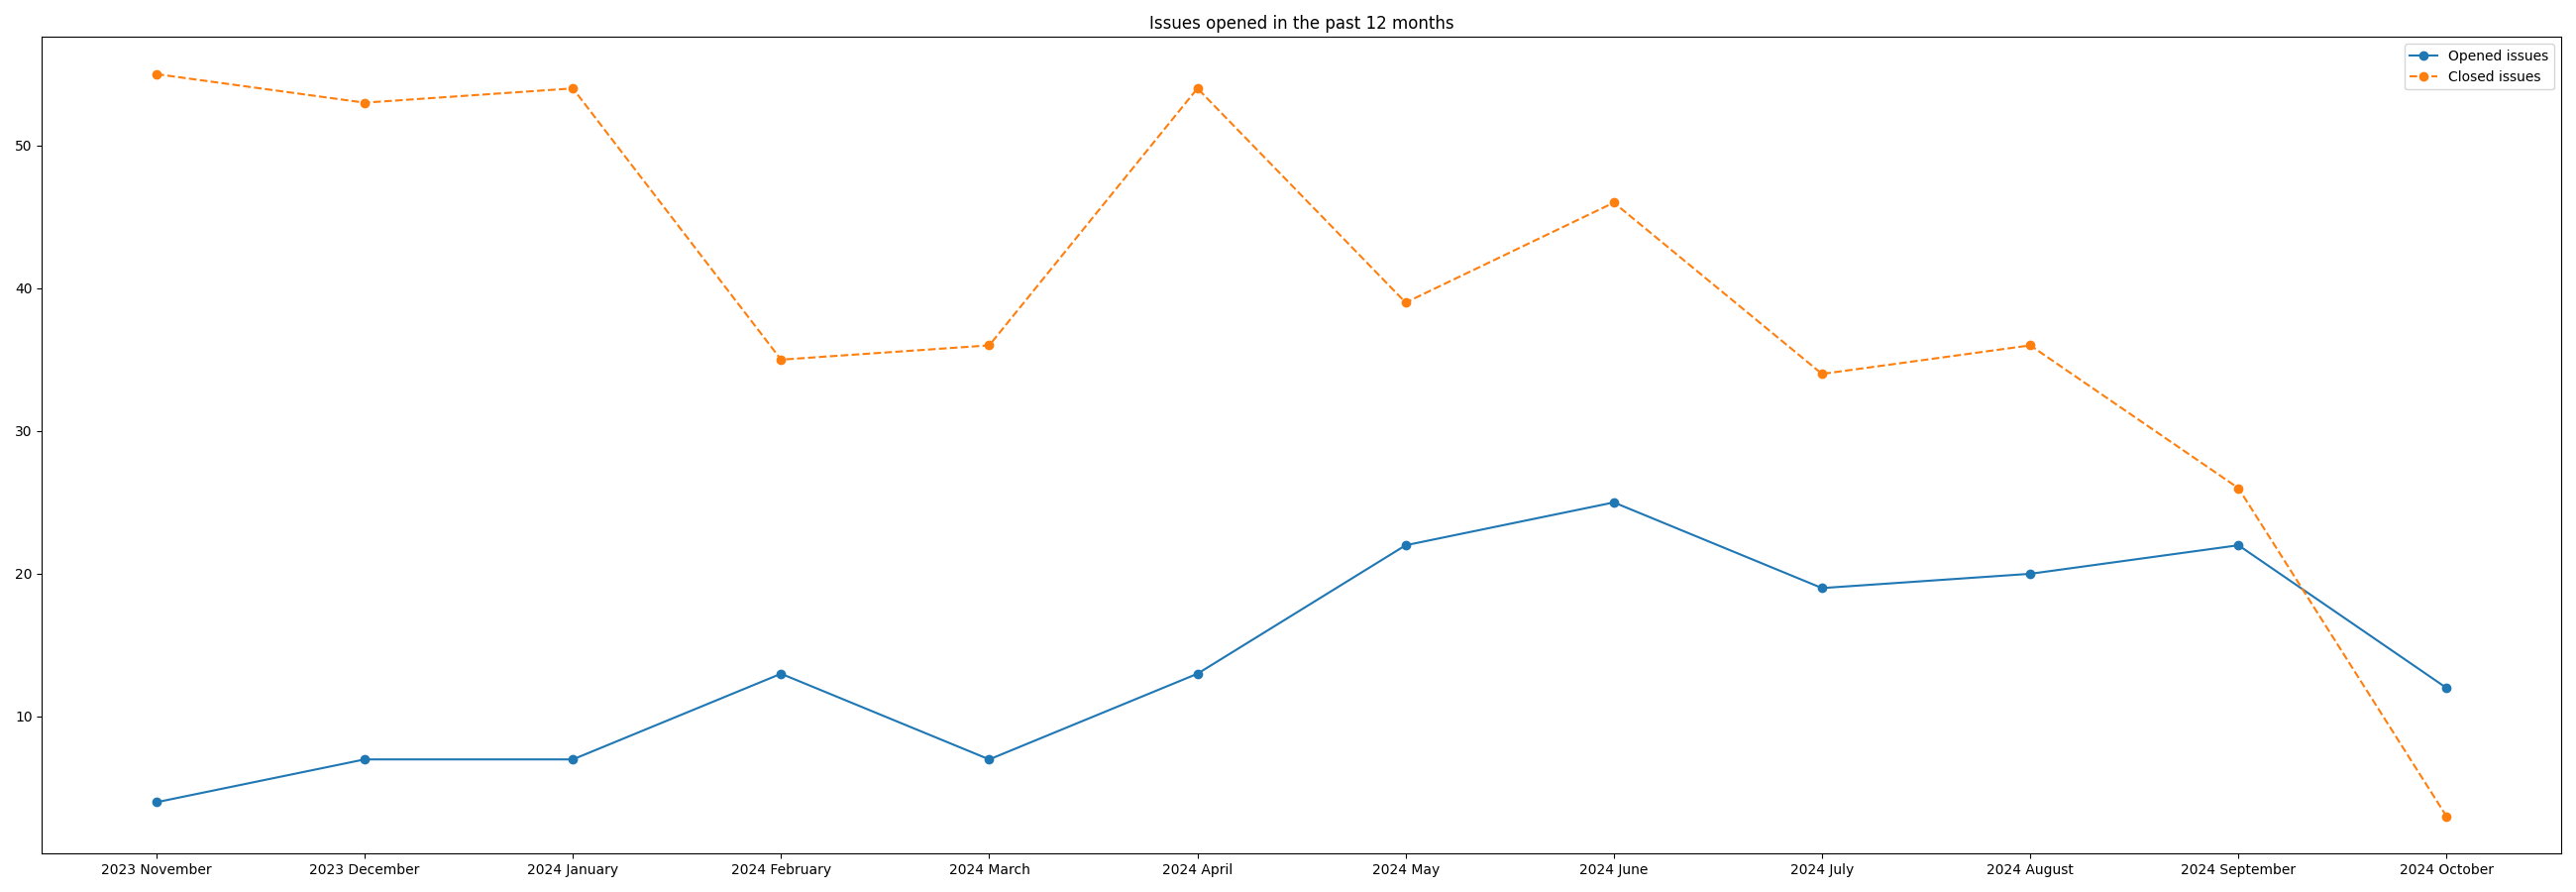 Issues opened in the past 12 months
Opened issues
Closed issues
50
40
30
20
10
2023 November 2023 December 2024 January 2024 February 2024 March 2024 April 2024 May 2024 June 2024 July 2024 August 2024 September 2024 October